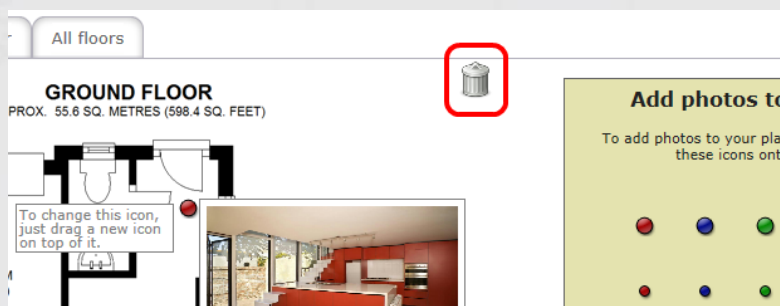 All floors
GROUND FLOOR
PROX. 55.6 SQ. METRES (598.4 SQ. FEET)
Add photos to
To add photos to your pla
these icons ont
To change this icon,
just drag a new icon
on top of it.